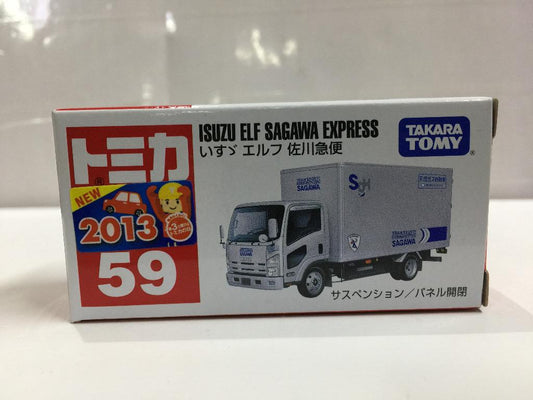 ISUZU ELF SAGAWA EXPRESS
いすゞ エルフ 佐川急便
TAKARA
TOMY
®
トミカ
NEW
2013
59
SAGAWA
SAGAWA
サスペンション／パネル開閉